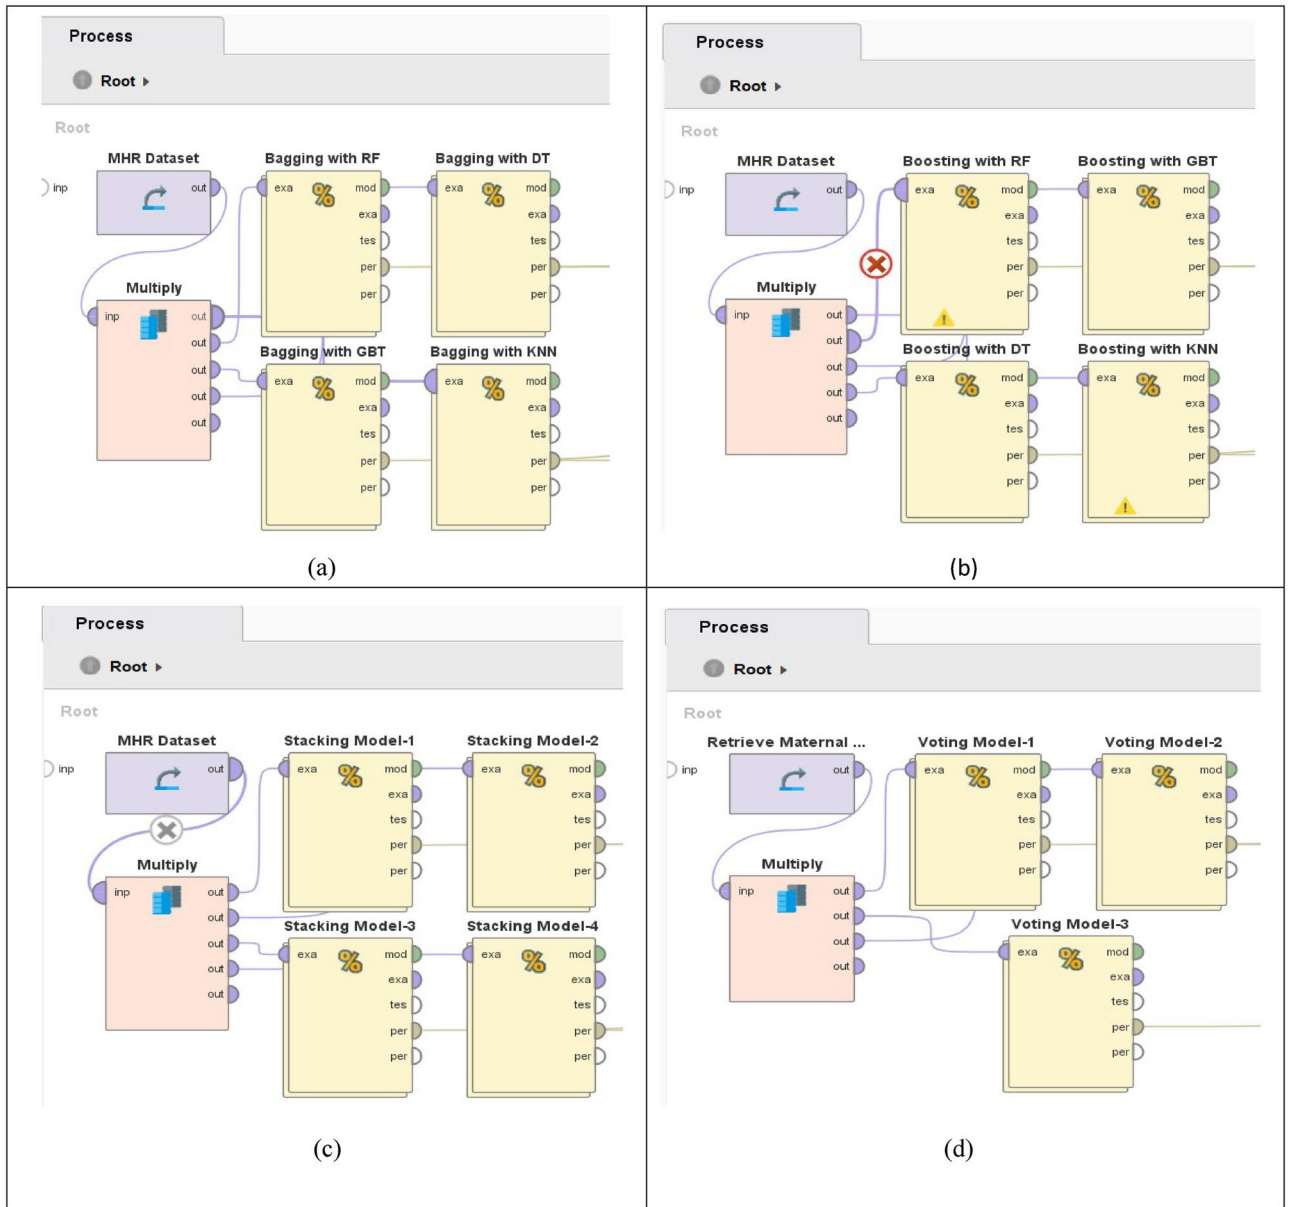 Process
Root
Root
MHR Dataset
Bagging with RF
Bagging with DT
inp
out
exa
mod
exa
mod
exa
exa
tes
tes
per
per
per
per
Multiply
inp
out
out
out
out
out
Bagging with GBT
Bagging with KNN
exa
mod
exa
mod
exa
exa
tes
tes
per
per
per
per
(a)
Process
Root
Root
MHR Dataset
Boosting with RF
Boosting with GBT
inp
out
exa
mod
exa
mod
exa
exa
tes
tes
per
per
per
per
Multiply
inp
out
out
out
out
out
Boosting with DT
Boosting with KNN
exa
mod
exa
mod
exa
exa
tes
tes
per
per
per
per
(b)
Process
Root
Root
MHR Dataset
Stacking Model-1
Stacking Model-2
inp
out
exa
mod
exa
mod
exa
exa
tes
tes
per
per
per
per
Multiply
inp
out
out
out
out
out
Stacking Model-3
Stacking Model-4
exa
mod
exa
mod
exa
exa
tes
tes
per
per
per
per
(c)
Process
Root
Root
Retrieve Maternal ...
Voting Model-1
Voting Model-2
inp
out
exa
mod
exa
mod
exa
exa
tes
tes
per
per
per
per
Multiply
inp
out
out
out
out
Voting Model-3
exa
mod
exa
tes
per
per
(d)